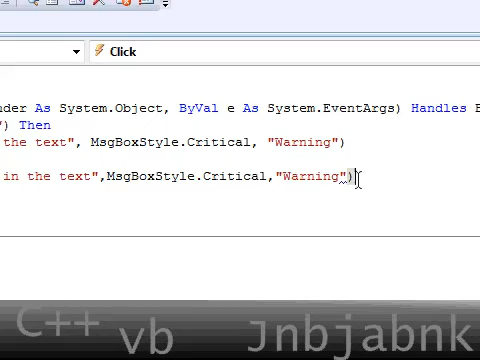 Click
nder As System.Object, ByVal e As System.EventArgs) Handles B
") Then
the text", MsgBoxStyle.Critical, "Warning")
in the text",MsgBoxStyle.Critical,"Warning")
C++ vb Jnbjabnk